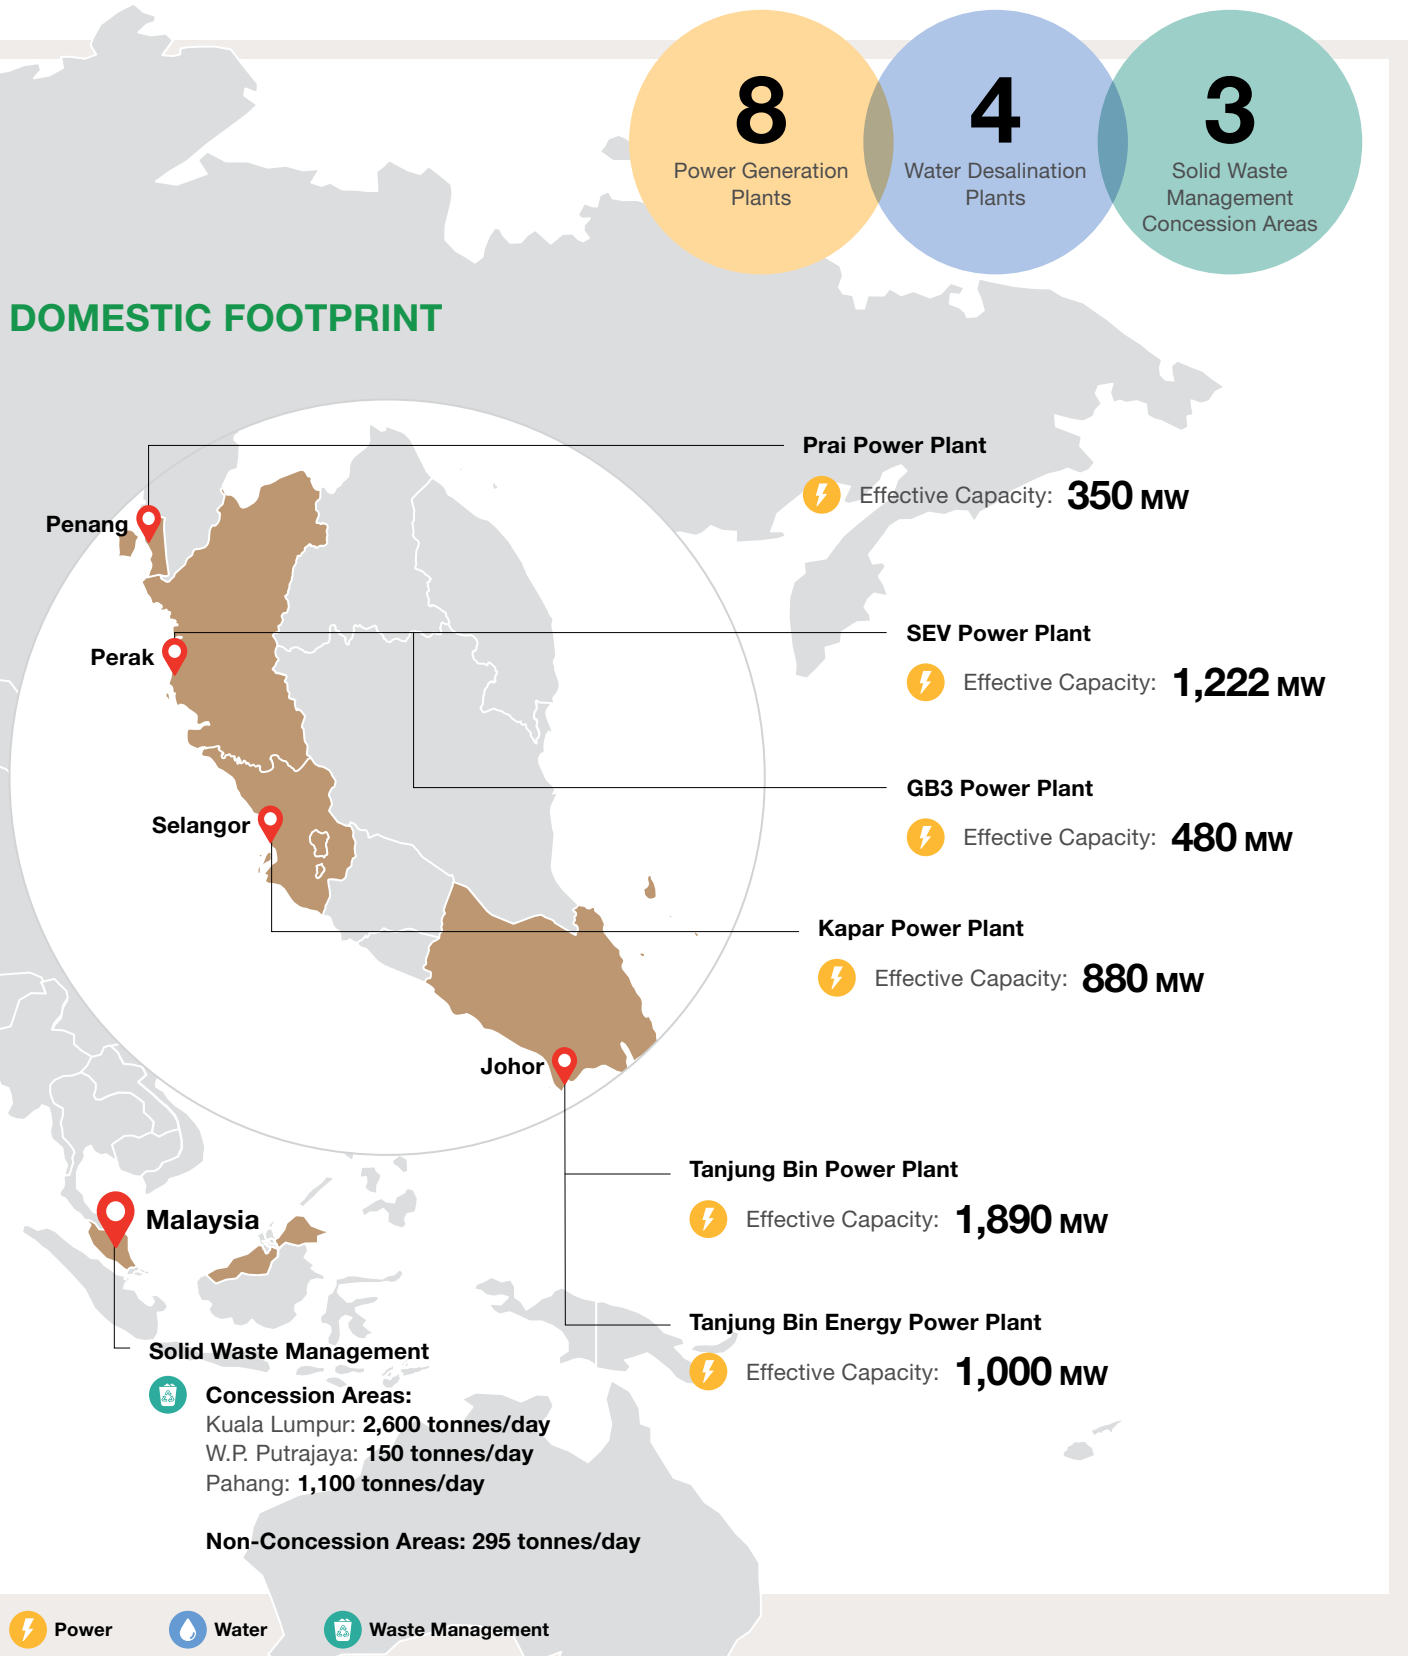 8
Power Generation
Plants
4
Water Desalination
Plants
3
Solid Waste
Management
Concession Areas
DOMESTIC FOOTPRINT
Prai Power Plant
Effective Capacity: 350 MW
Penang
SEV Power Plant
Effective Capacity: 1,222 MW
Perak
GB3 Power Plant
Effective Capacity: 480 MW
Selangor
Kapar Power Plant
Effective Capacity: 880 MW
Johor
Tanjung Bin Power Plant
Effective Capacity: 1,890 MW
Malaysia
Tanjung Bin Energy Power Plant
Effective Capacity: 1,000 MW
Solid Waste Management
Concession Areas:
Kuala Lumpur: 2,600 tonnes/day
W.P. Putrajaya: 150 tonnes/day
Pahang: 1,100 tonnes/day
Non-Concession Areas: 295 tonnes/day
Power
Water
Waste Management